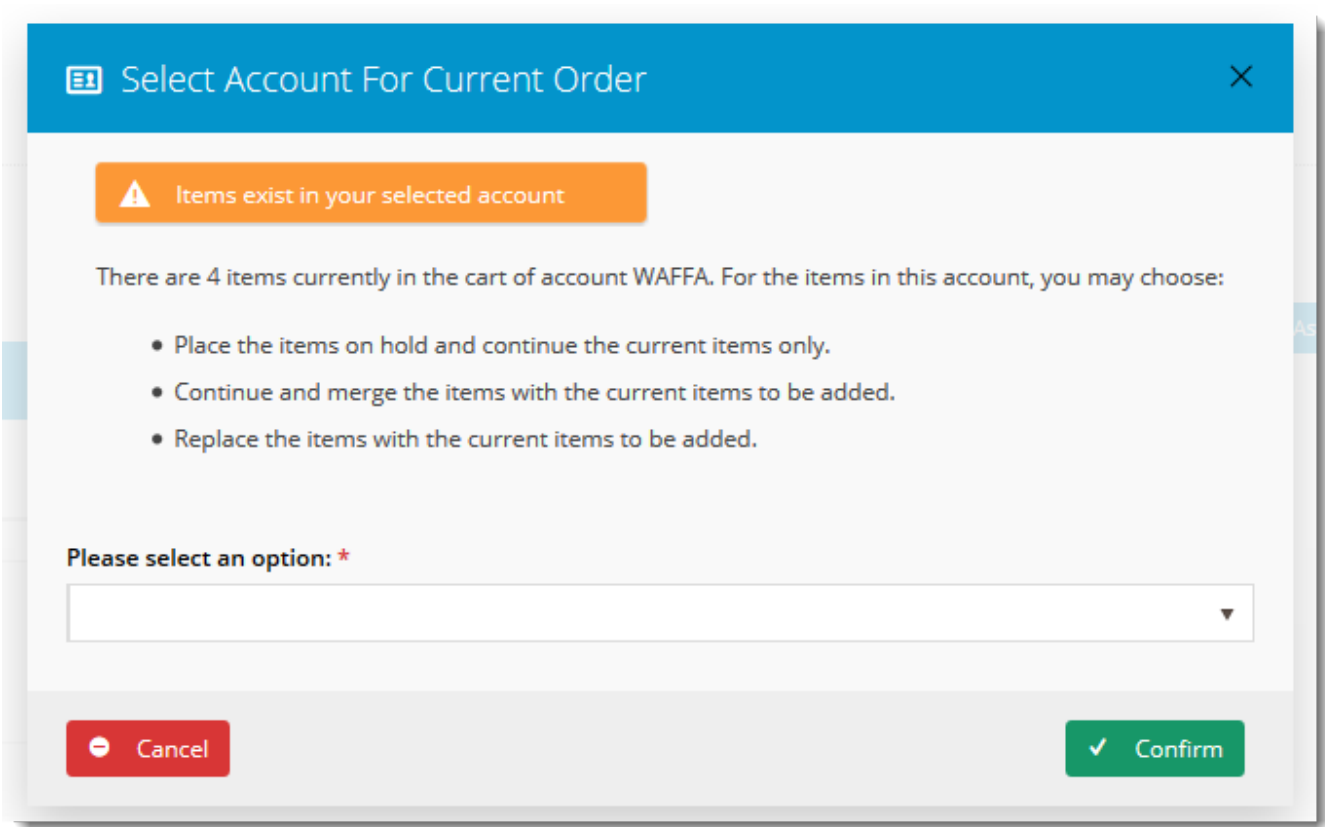 Select Account For Current Order
Items exist in your selected account
There are 4 items currently in the cart of account WAFFA. For the items in this account, you may choose:
• Place the items on hold and continue the current items only.
• Continue and merge the items with the current items to be added.
• Replace the items with the current items to be added.
As
Please select an option: *
Cancel
Confirm